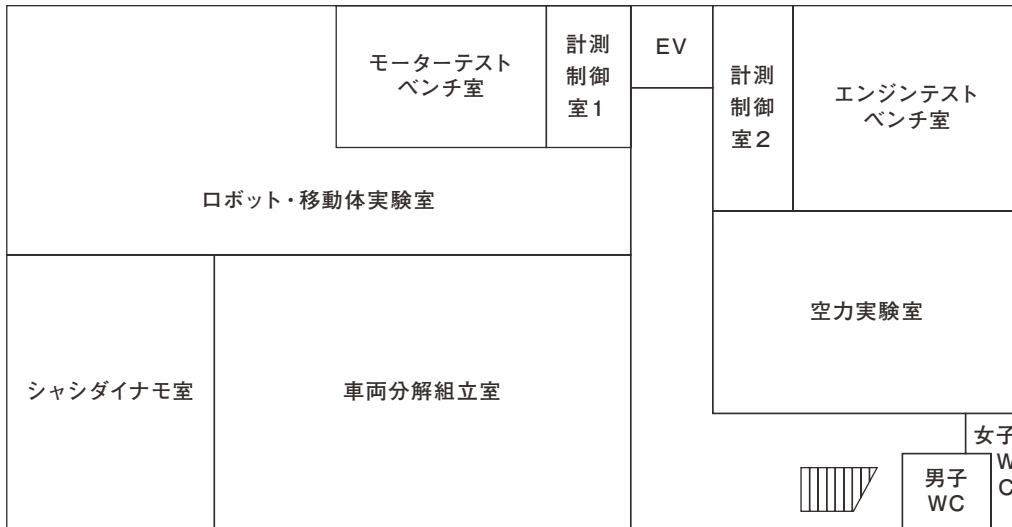 モーターテスト
ベンチ室
計測
制御
室1
EV
計測
制御
室2
エンジンテスト
ベンチ室
ロボット・移動体実験室
空力実験室
シャシダイナモ室
車両分解組立室
女子
W
C
男子
WC